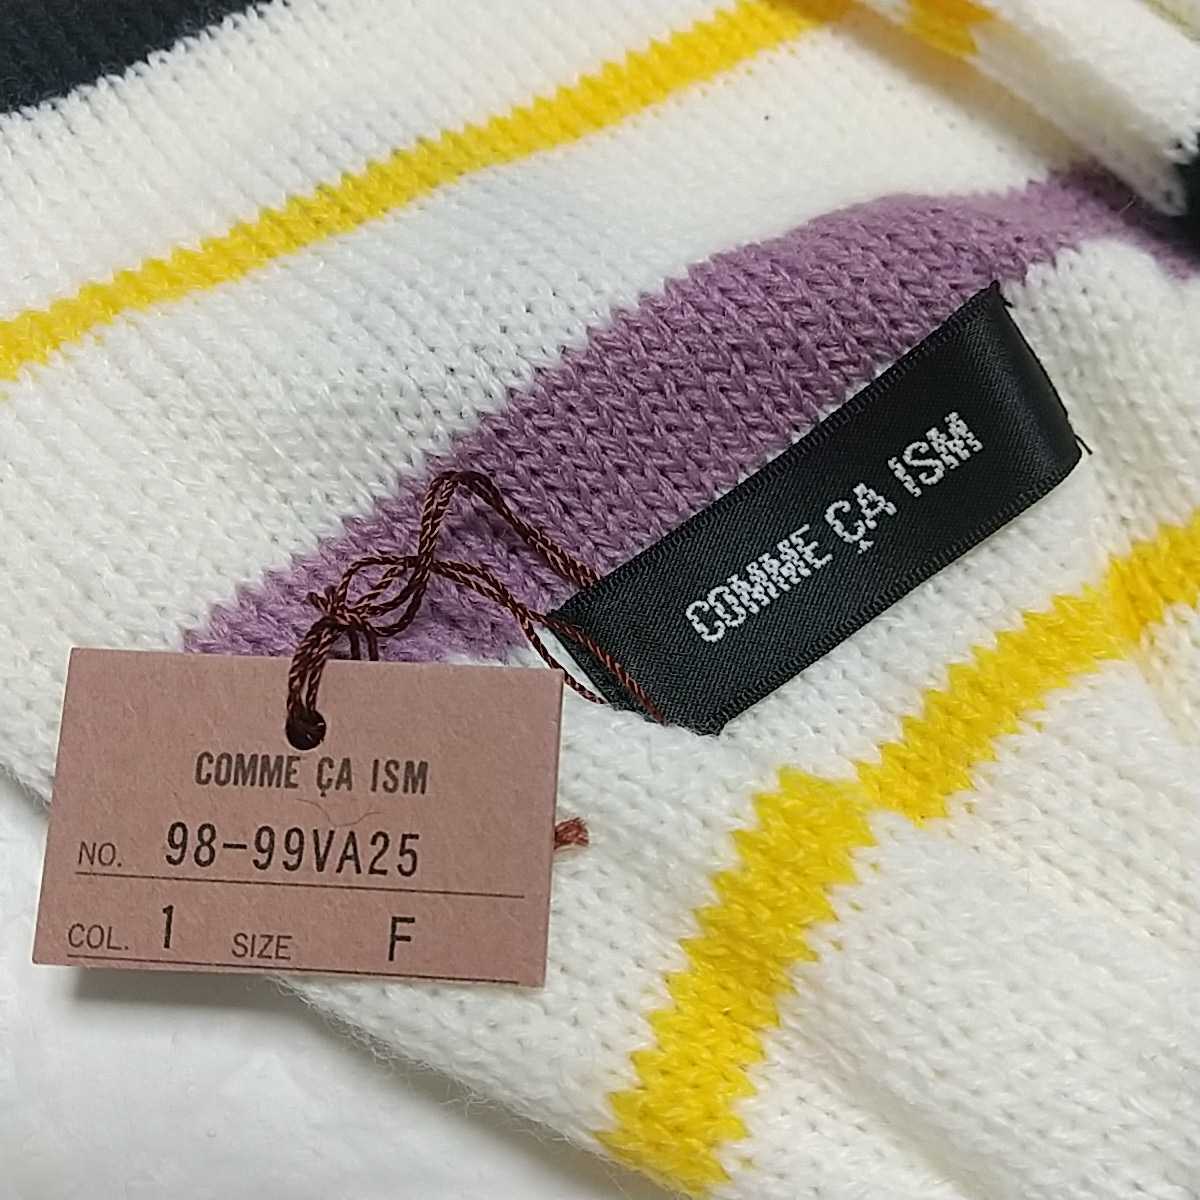 COMME ÇA ISM
COMME ÇA ISM
NO. 98-99VA25
COL. 1 SIZE F